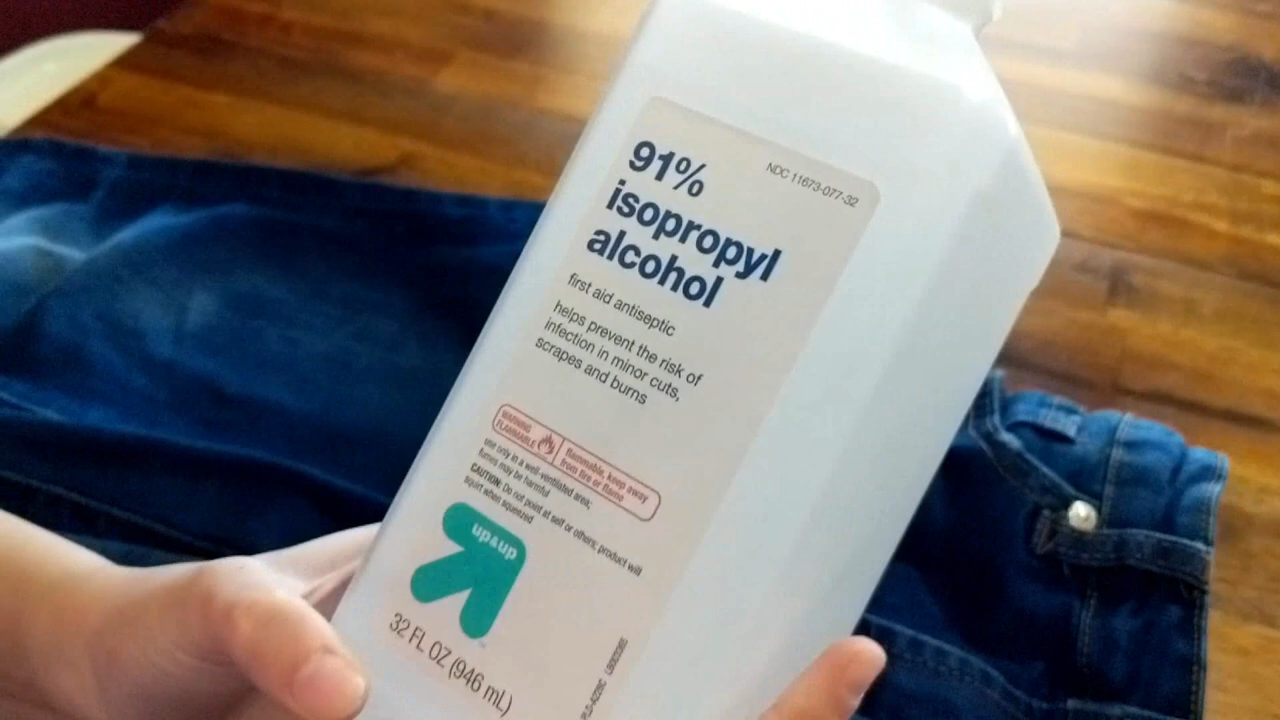 91%
isopropyl
alcohol
NDC 11673-077-32
first aid antiseptic
helps prevent the risk of
infection in minor cuts,
scrapes and burns
WARNING
FLAMMABLE
flammable, keep away
from fire or flame
use only in a well-ventilated area;
fumes may be harmful
CAUTION: Do not point at self or others; product will
squirt when squeezed
up&up
32 FL OZ (946 mL)